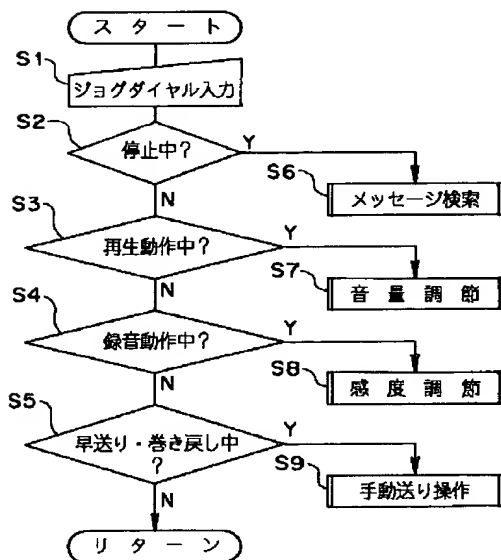 スタート
S1
ジョグダイヤル入力
S2
停止中?
Y
N
S6
メッセージ検索
S3
再生動作中?
Y
N
S7
音量調節
S4
録音動作中?
Y
N
S8
感度調節
S5
早送り・巻き戻し中
?
Y
N
S9
手動送り操作
リターン